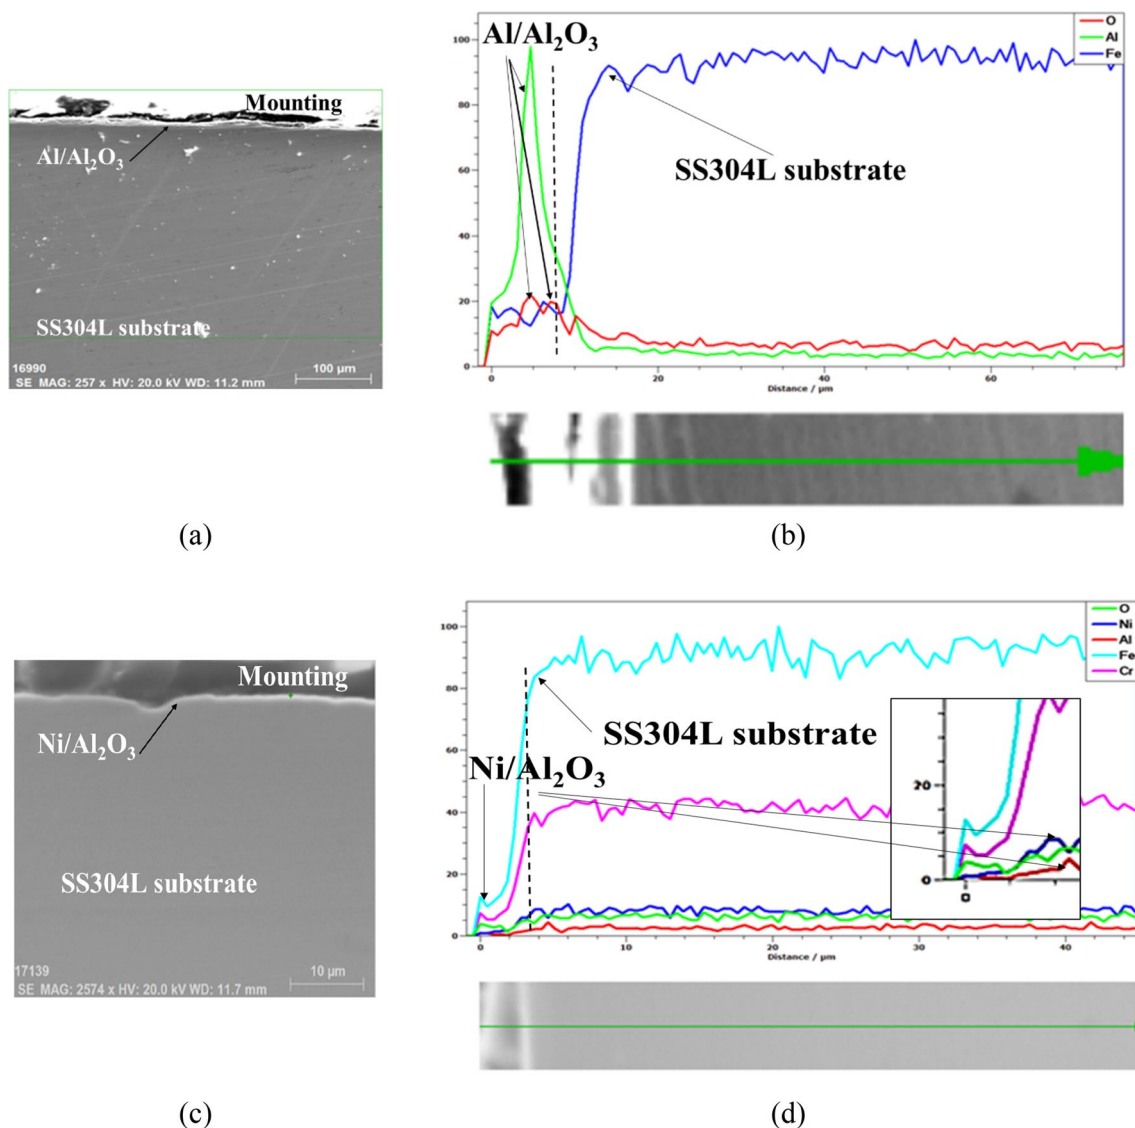 Mounting
Al/Al₂O₃
SS304L substrate
16990
100 µm
SE MAG: 257 x HV: 20.0 kV WD: 11.2 mm
(a)
O
Al
Fe
Al/Al₂O₃
SS304L substrate
100
80
60
40
20
0
0 20 40 60
Distance / µm
(b)
Mounting
Ni/Al₂O₃
SS304L substrate
17139
10 µm
SE MAG: 2574 x HV: 20.0 kV WD: 11.7 mm
(c)
O
Ni
Al
Fe
Cr
SS304L substrate
Ni/Al₂O₃
100
80
60
40
20
0
20
0
0
0 10 20 30 40
Distance / µm
(d)